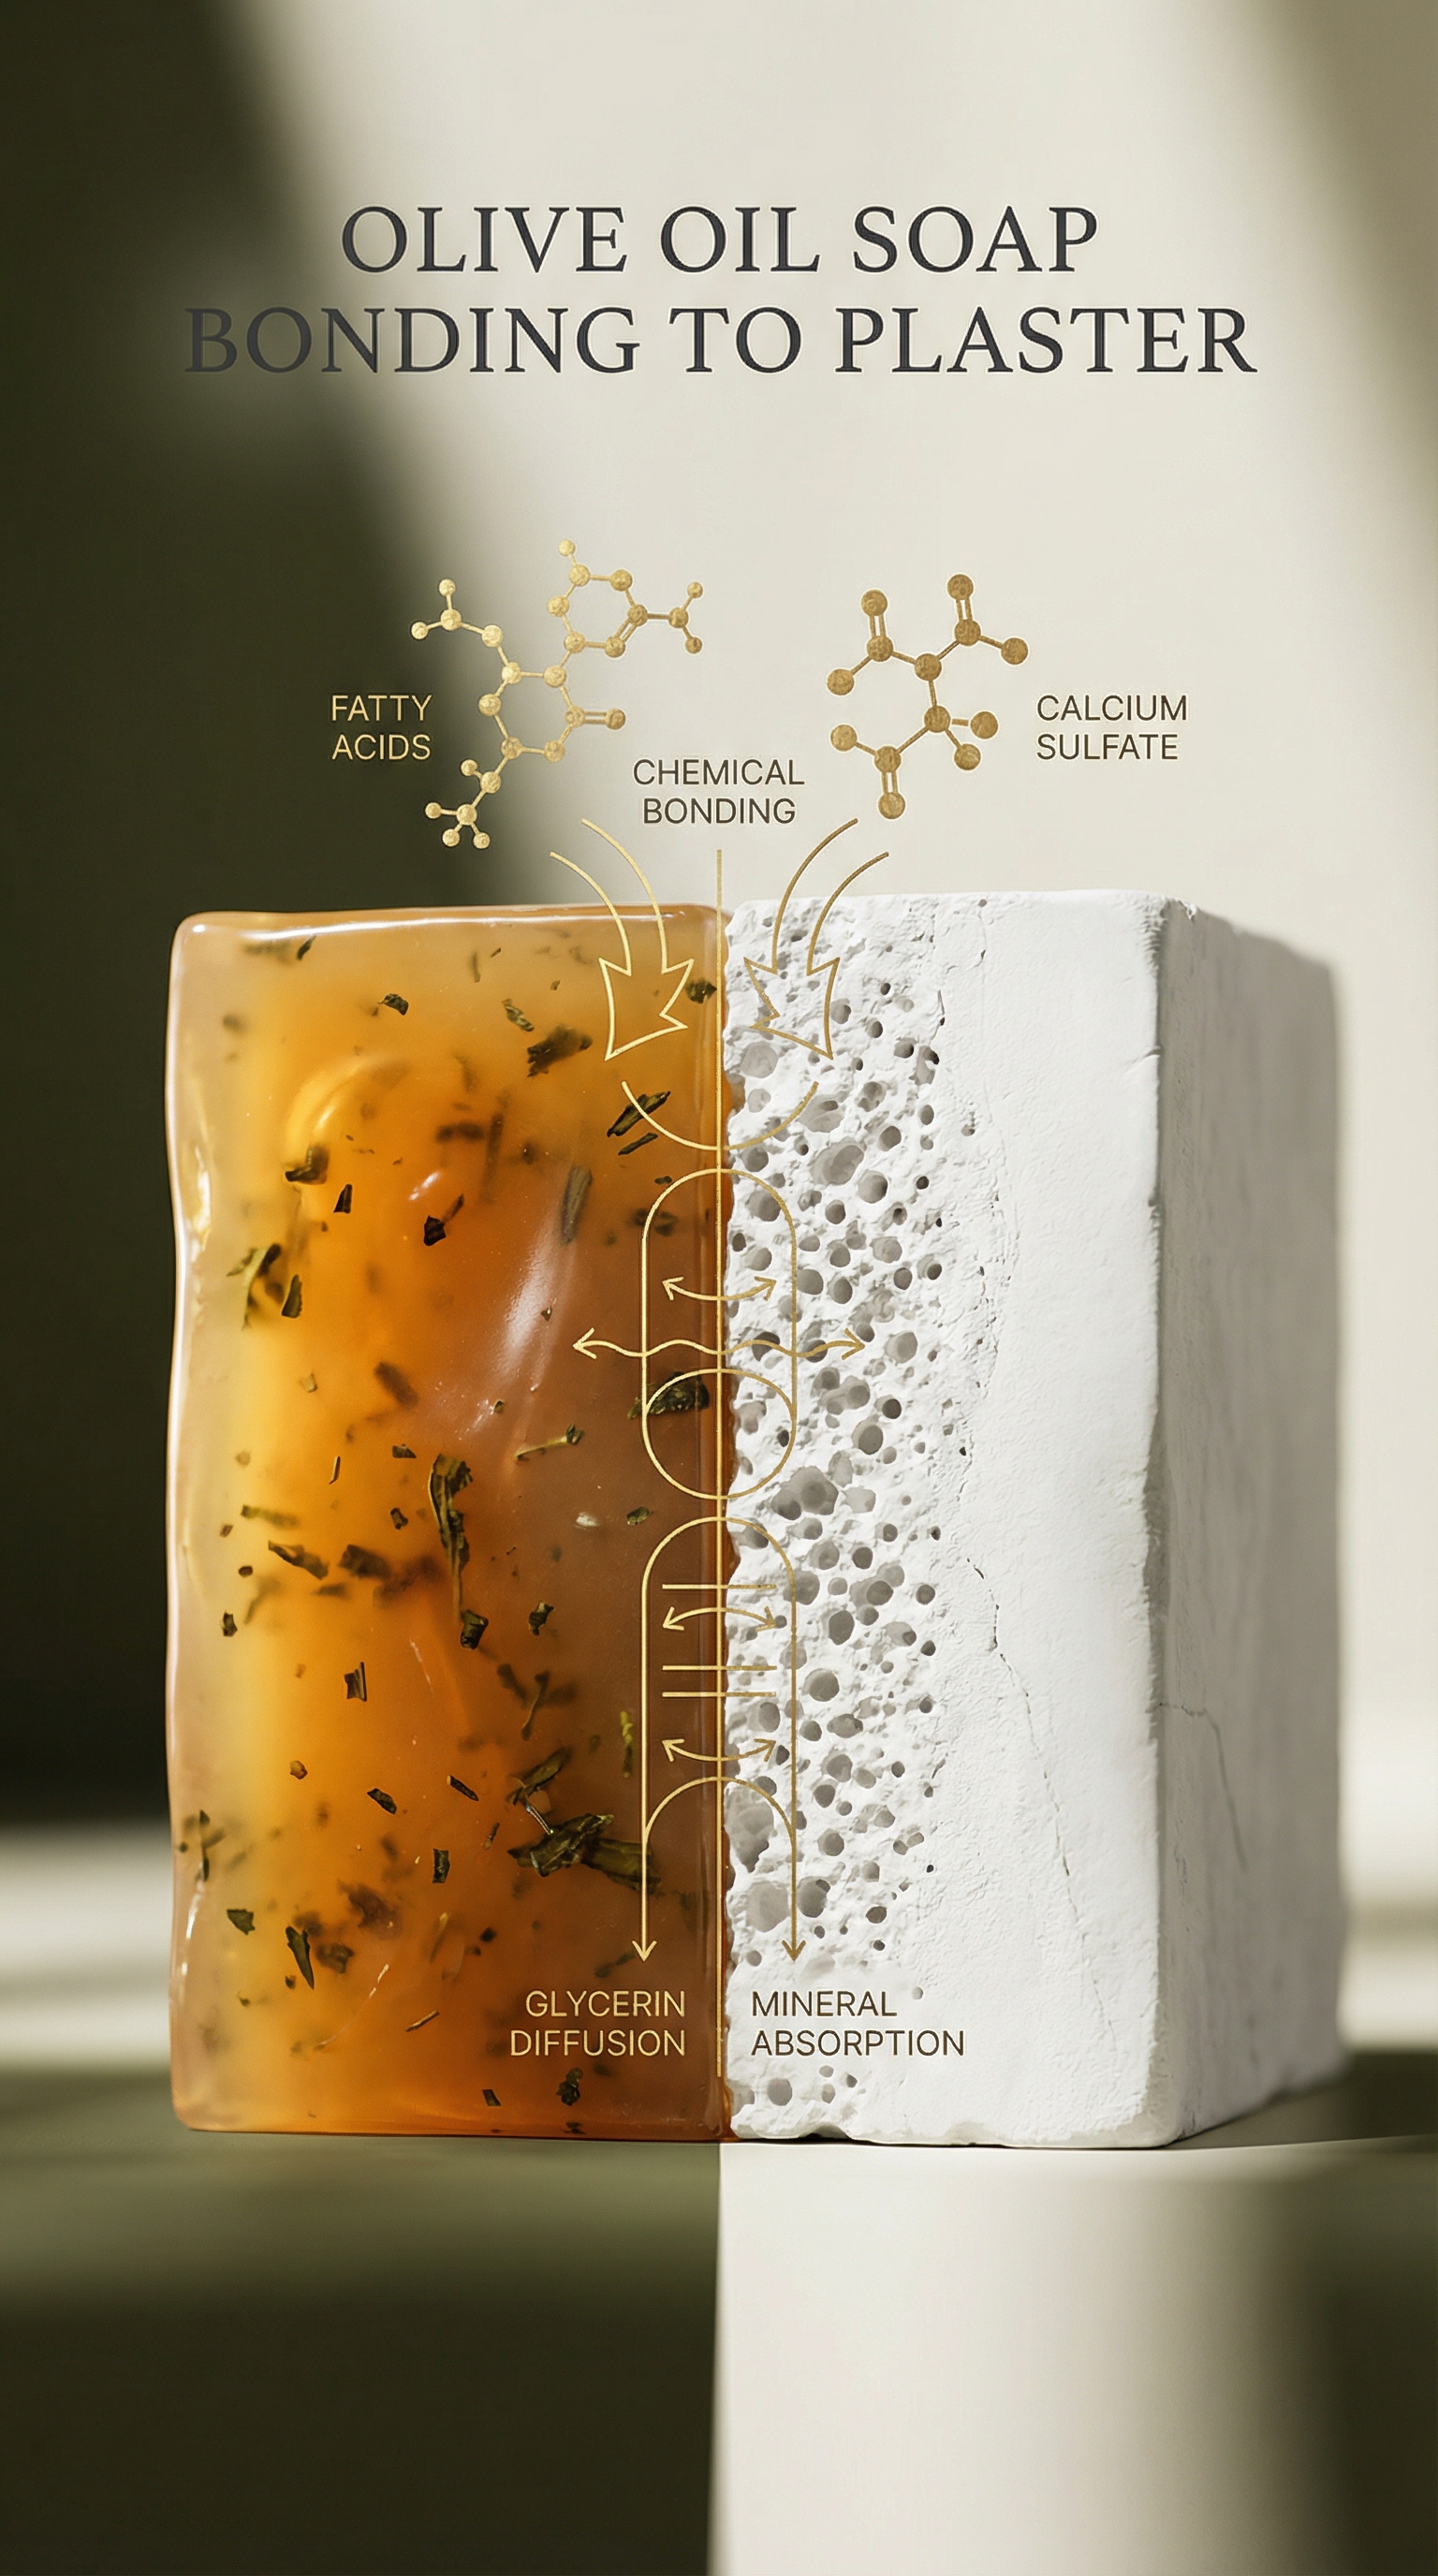 OLIVE OIL SOAP
BONDING TO PLASTER
FATTY
ACIDS
CHEMICAL
BONDING
CALCIUM
SULFATE
GLYCERIN
DIFFUSION
MINERAL
ABSORPTION